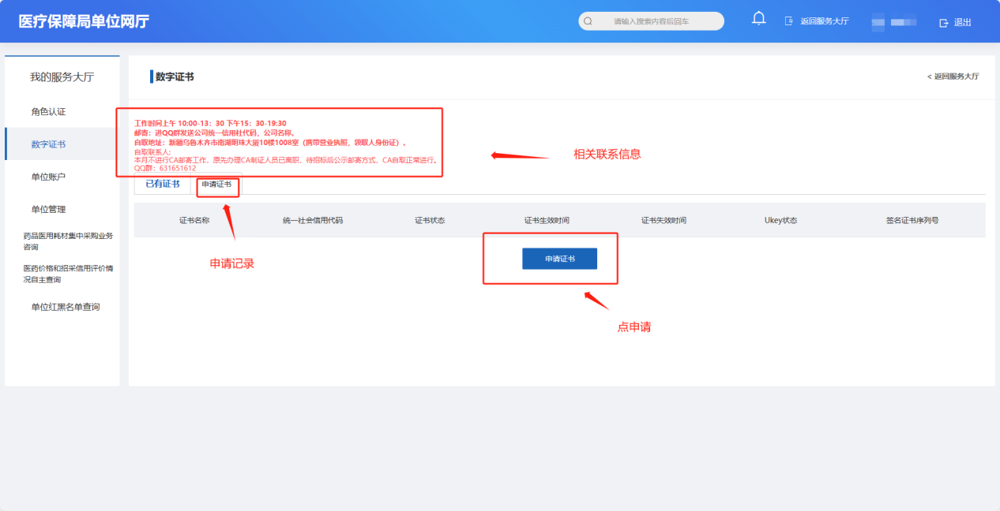 医疗保障局单位网厅
请输入搜索内容后回车
返回服务大厅
退出
我的服务大厅
角色认证
数字证书
单位账户
单位管理
药品医用耗材集中采购业务
咨询
医药价格和招采信用评价情
况自主查询
单位红黑名单查询
数字证书
< 返回服务大厅
工作时间上午 10:00-13：30 下午15：30-19:30
邮寄：进QQ群发送公司统一信用社代码，公司名称。
自取地址：新疆乌鲁木齐市南湖明珠大厦10楼1008室（携带营业执照，领取人身份证）。
自取联系人:
本月不进行CA邮寄工作，原先办理CA制证人员已离职，待招标后公示邮寄方式，CA自取正常进行。
QQ群：631651612
相关联系信息
已有证书
申请证书
证书名称
统一社会信用代码
证书状态
证书生效时间
证书失效时间
Ukey状态
签名证书序列号
申请证书
申请记录
点申请